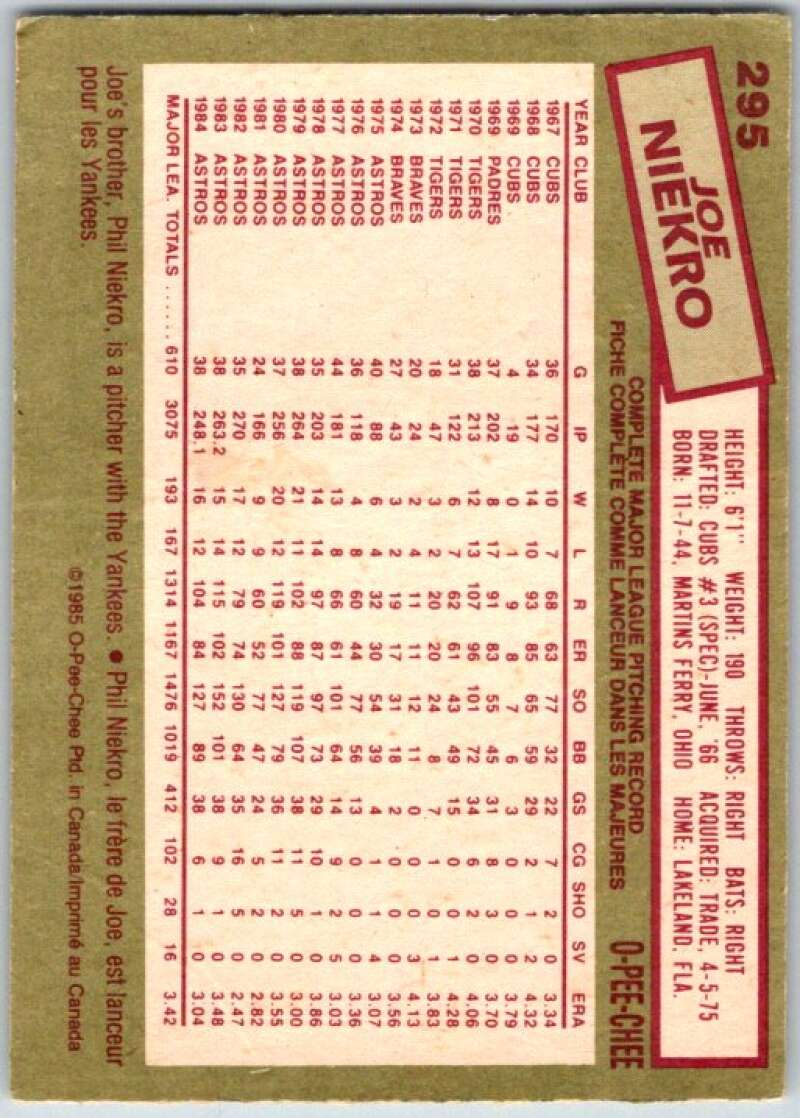 295
JOE
NIEKRO
HEIGHT: 6'1" WEIGHT: 190 THROWS: RIGHT BATS: RIGHT
DRAFTED: CUBS #3 (SPEC)-JUNE, '66 ACQUIRED: TRADE, 4-5-75
BORN: 11-7-44, MARTINS FERRY, OHIO HOME: LAKELAND, FLA.
COMPLETE MAJOR LEAGUE PITCHING RECORD
FICHE COMPLÈTE COMME LANCEUR DANS LES MAJEURES
O-PEE-CHEE
YEAR CLUB G IP W L R ER SO BB GS CG SHO SV ERA
1967 CUBS 36 170 10 7 68 63 77 32 22 7 2 0 3.34
1968 CUBS 34 177 14 10 93 85 65 59 29 2 1 2 4.32
1969 CUBS 4 19 0 1 9 8 7 6 3 0 0 0 3.79
1969 PADRES 37 202 8 17 91 83 55 45 31 8 3 0 3.70
1970 TIGERS 38 213 12 13 107 96 101 72 34 6 2 0 4.06
1971 TIGERS 31 122 6 7 62 61 43 49 15 0 0 1 4.28
1972 TIGERS 18 47 3 2 20 20 24 8 7 1 0 1 3.83
1973 BRAVES 20 24 2 4 11 11 12 11 0 0 0 3 4.13
1974 BRAVES 27 43 3 2 19 17 31 18 2 0 0 0 3.56
1975 ASTROS 40 88 6 4 32 30 54 39 4 1 1 4 3.07
1976 ASTROS 36 118 4 8 60 44 77 56 13 0 0 0 3.36
1977 ASTROS 44 181 13 8 66 61 101 64 14 9 2 5 3.03
1978 ASTROS 35 203 14 14 97 87 97 73 29 10 1 0 3.86
1979 ASTROS 38 264 21 11 102 88 119 107 38 11 5 0 3.00
1980 ASTROS 37 256 20 12 119 101 127 79 36 11 2 0 3.55
1981 ASTROS 24 166 9 9 60 52 77 47 24 5 2 0 2.82
1982 ASTROS 35 270 17 12 79 74 130 64 35 16 5 0 2.47
1983 ASTROS 38 263.2 15 14 115 102 152 101 38 9 1 0 3.48
1984 ASTROS 38 248.1 16 12 104 84 127 89 38 6 1 0 3.04
MAJOR LEA. TOTALS ...... 610 3075 193 167 1314 1167 1476 1019 412 102 28 16 3.42
Joe's brother, Phil Niekro, is a pitcher with the Yankees. ● Phil Niekro, le frère de Joe, est lanceur
pour les Yankees.
©1985 O-Pee-Chee Ptd. in Canada/Imprimé au Canada